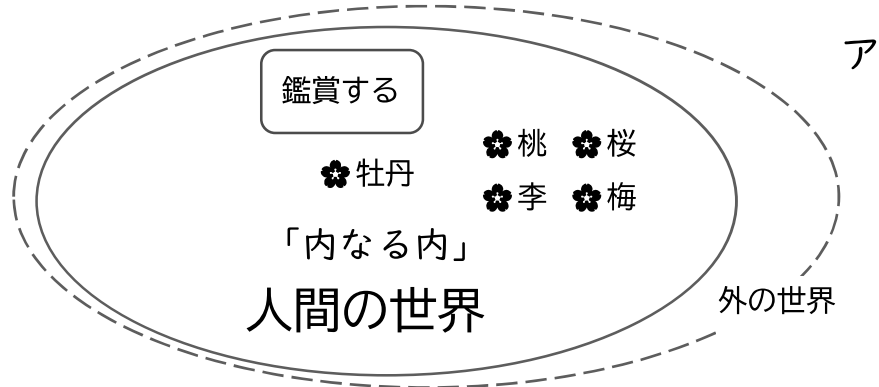 ア
鑑賞する
桃 桜
牡丹
李 梅
「内なる内」
人間の世界
外の世界